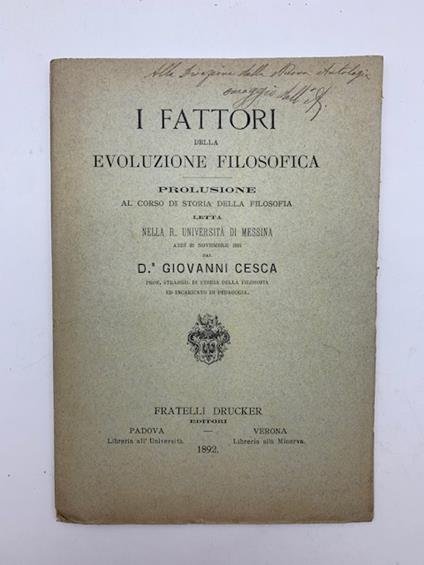 Alla Direzione della Nuova Antologia
omaggio dell'A.
I FATTORI
DELLA
EVOLUZIONE FILOSOFICA
PROLUSIONE
AL CORSO DI STORIA DELLA FILOSOFIA
LETTA
NELLA R. UNIVERSITÀ DI MESSINA
NOVEMBRE 1891
DAL
D.R GIOVANNI CESCA
PROF. STRAORD. DI STORIA DELLA FILOSOFIA
ED INCARICATO DI PEDAGOGIA.
FRATELLI DRUCKER
EDITORI
PADOVA — VERONA
Libreria all' Università. Libreria alla Minerva.
1892.